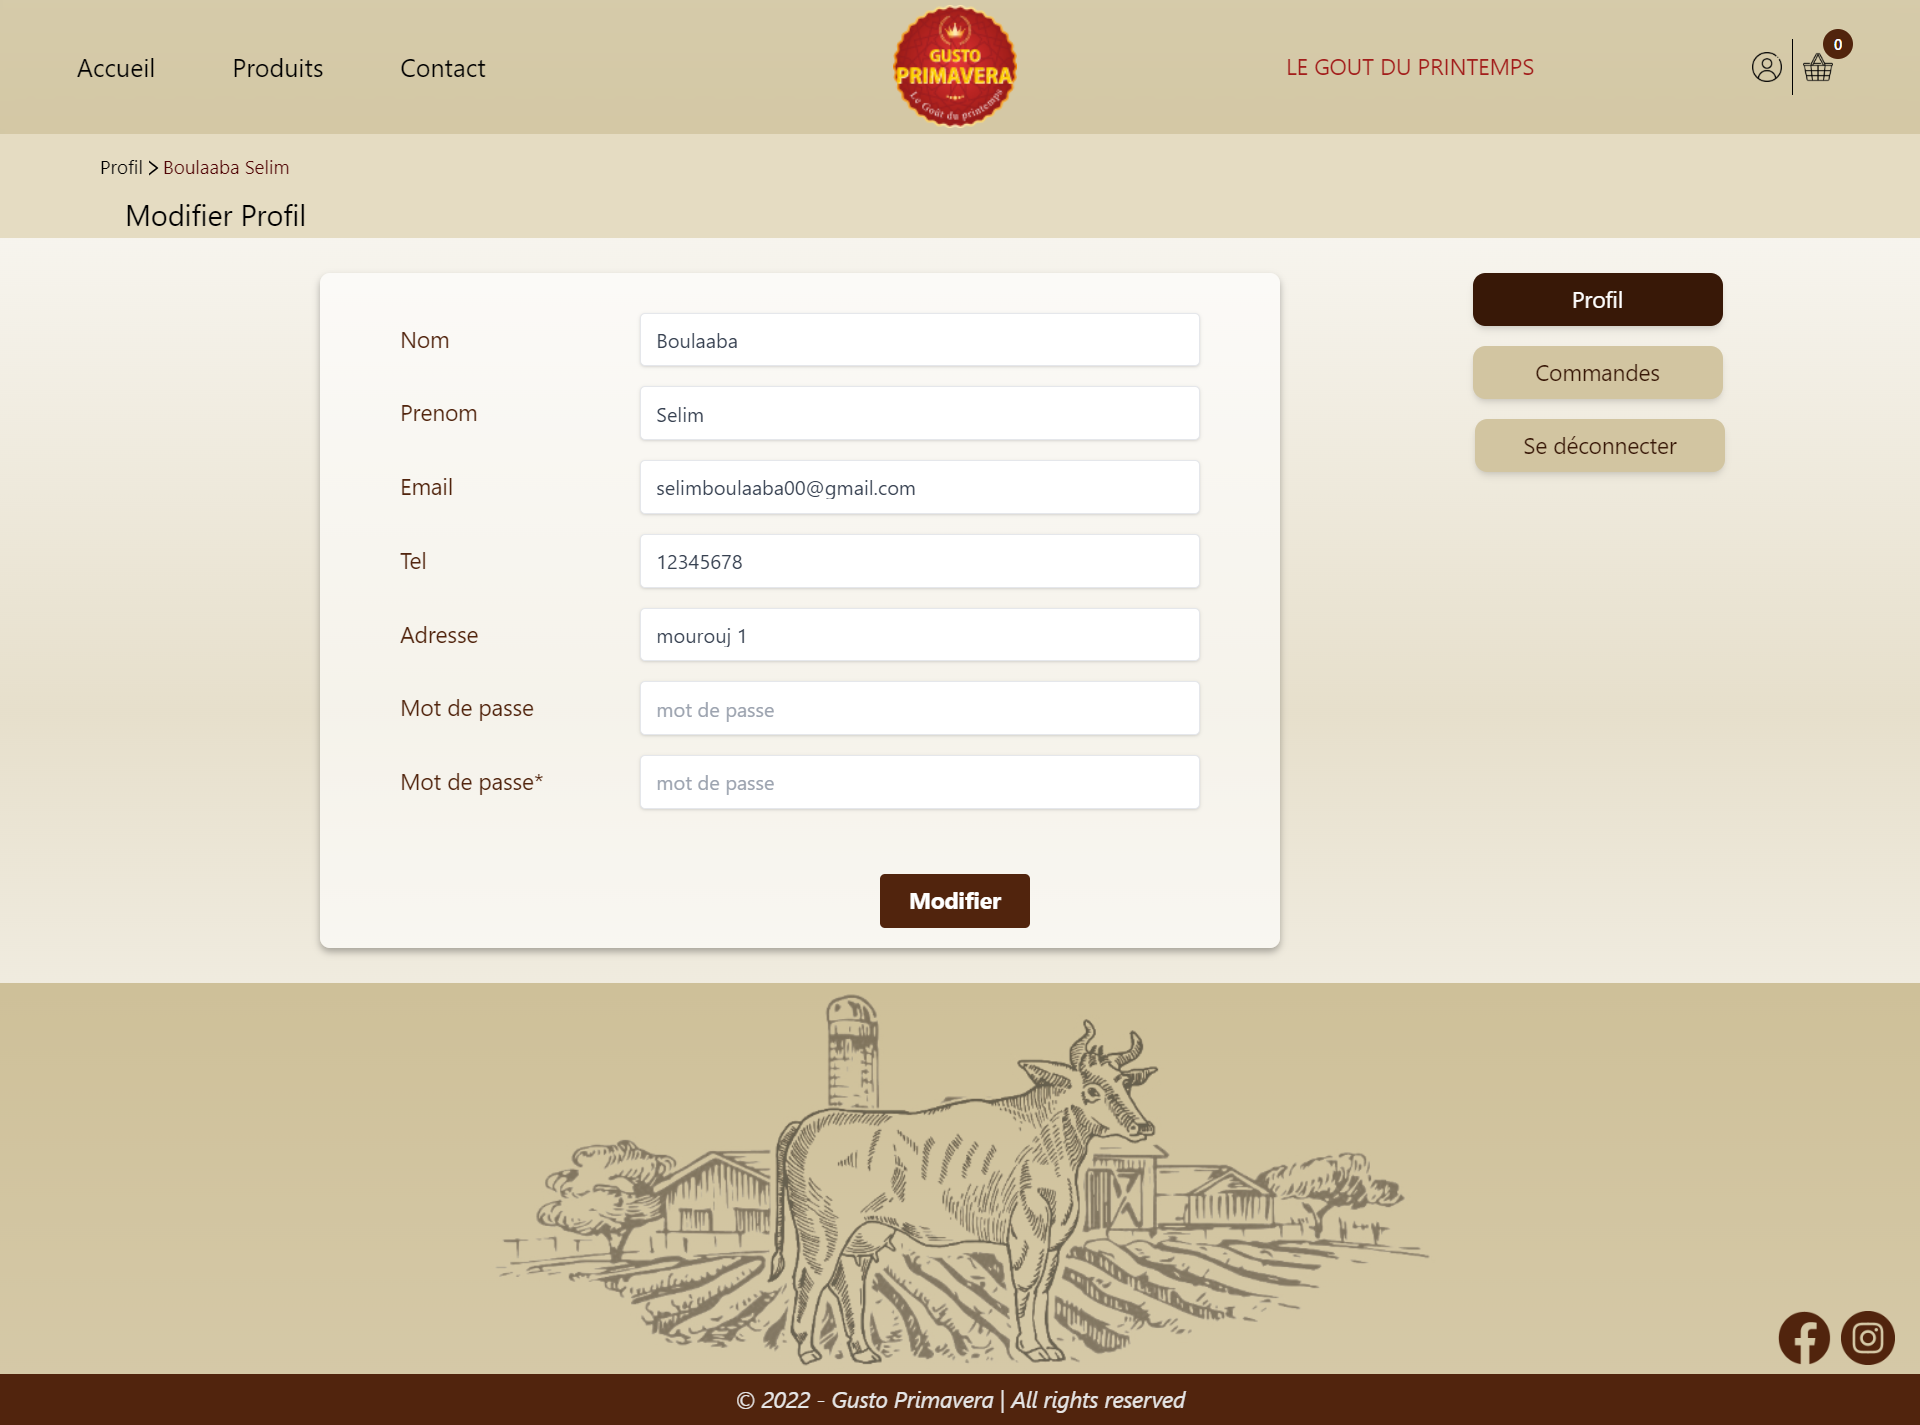 Accueil
Produits
Contact
GUSTO
PRIMAVERA
Le Goût du printemps
LE GOUT DU PRINTEMPS
0
Profil > Boulaaba Selim
Modifier Profil
Nom
Boulaaba
Prenom
Selim
Email
selimboulaaba00@gmail.com
Tel
12345678
Adresse
mourouj 1
Mot de passe
mot de passe
Mot de passe*
mot de passe
Modifier
Profil
Commandes
Se déconnecter
© 2022 - Gusto Primavera | All rights reserved